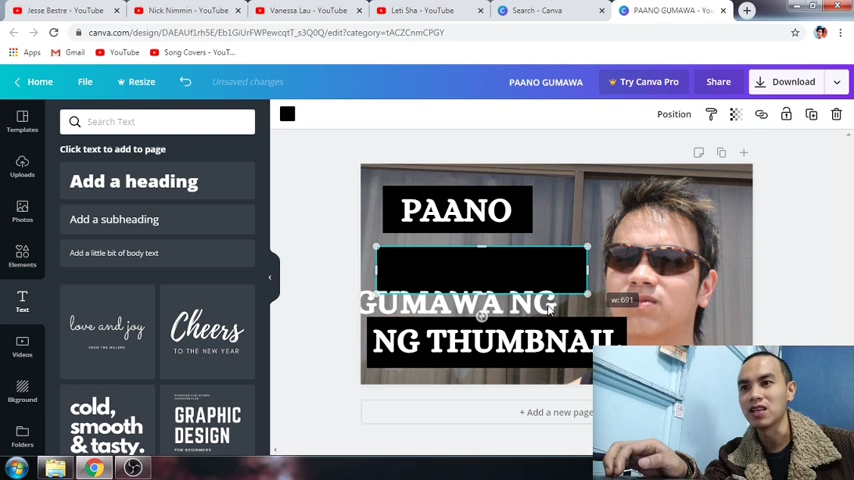 Jesse Bestre - YouTube
Nick Nimmin - YouTube
Vanessa Lau - YouTube
Leti Sha - YouTube
Search - Canva
PAANO GUMAWA - You
canva.com/design/DAEAUf1rh5E/Eb1GiUrFWPewcqtT_s3Q0Q/edit?category=tACZCnmCPGY
Apps
Gmail
YouTube
Song Covers - YouT...
Home
File
Resize
Unsaved changes
PAANO GUMAWA
Try Canva Pro
Share
Download
Templates
Uploads
Photos
Elements
Text
Videos
Bkground
Folders
Search Text
Click text to add to page
Add a heading
Add a subheading
Add a little bit of body text
love and joy
Cheers
TO THE NEW YEAR
cold,
smooth
& tasty.
GRAPHIC
DESIGN
Position
PAANO
GUMAWA NG
NG THUMBNAIL
w: 691
+ Add a new page